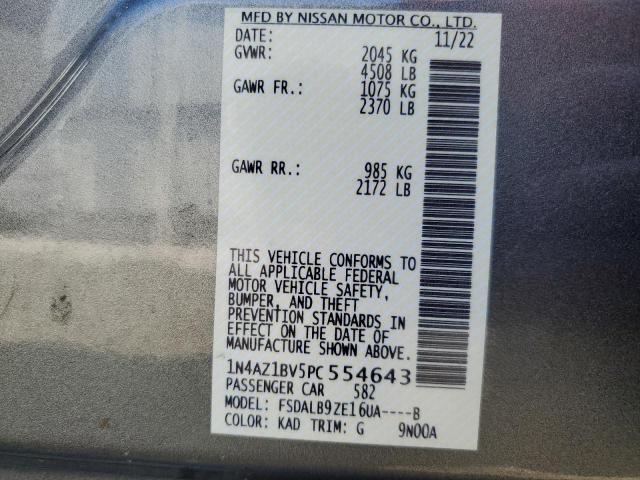 MFD BY NISSAN MOTOR CO., LTD.
DATE: 11/22
GVWR: 2045 KG
4508 LB
GAWR FR.: 1075 KG
2370 LB
GAWR RR.: 985 KG
2172 LB
THIS VEHICLE CONFORMS TO
ALL APPLICABLE FEDERAL
MOTOR VEHICLE SAFETY,
BUMPER, AND THEFT
PREVENTION STANDARDS IN
EFFECT ON THE DATE OF
MANUFACTURE SHOWN ABOVE.
1N4AZ1BV5PC554643
PASSENGER CAR 582
MODEL: FSDALB9ZE16UA----B
COLOR: KAD TRIM: G 9N00A